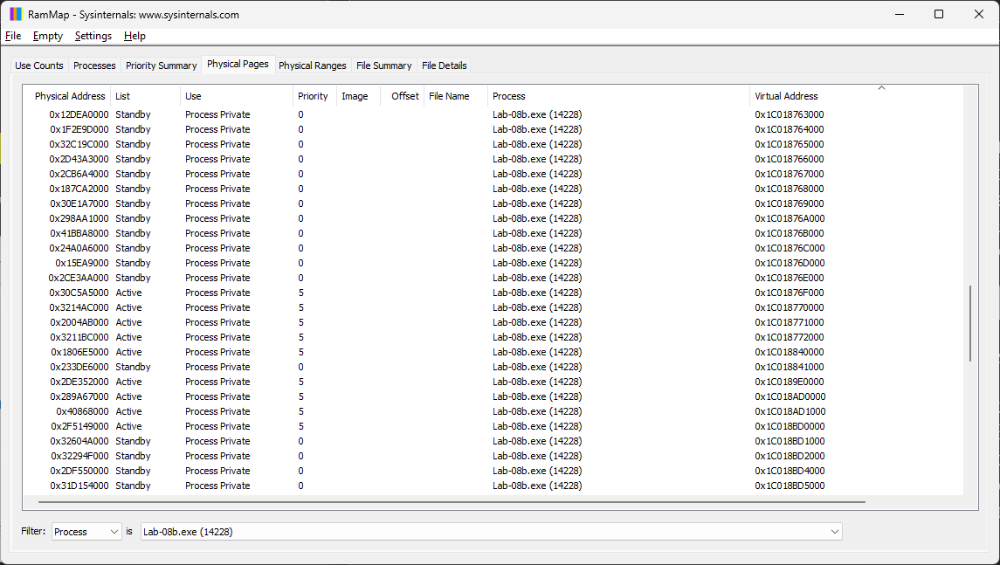 RamMap - Sysinternals: www.sysinternals.com
File Empty Settings Help
Use Counts Processes Priority Summary Physical Pages Physical Ranges File Summary File Details
Physical Address List Use Priority Image Offset File Name Process Virtual Address
0x12DEA0000 Standby Process Private 0 Lab-08b.exe (14228) 0x1C018763000
0x1F2E9D000 Standby Process Private 0 Lab-08b.exe (14228) 0x1C018764000
0x32C19C000 Standby Process Private 0 Lab-08b.exe (14228) 0x1C018765000
0x2D43A3000 Standby Process Private 0 Lab-08b.exe (14228) 0x1C018766000
0x2CB6A4000 Standby Process Private 0 Lab-08b.exe (14228) 0x1C018767000
0x187CA2000 Standby Process Private 0 Lab-08b.exe (14228) 0x1C018768000
0x30E1A7000 Standby Process Private 0 Lab-08b.exe (14228) 0x1C018769000
0x298AA1000 Standby Process Private 0 Lab-08b.exe (14228) 0x1C01876A000
0x41BBA8000 Standby Process Private 0 Lab-08b.exe (14228) 0x1C01876B000
0x24A0A6000 Standby Process Private 0 Lab-08b.exe (14228) 0x1C01876C000
0x15EA9000 Standby Process Private 0 Lab-08b.exe (14228) 0x1C01876D000
0x2CE3AA000 Standby Process Private 0 Lab-08b.exe (14228) 0x1C01876E000
0x30C5A5000 Active Process Private 5 Lab-08b.exe (14228) 0x1C01876F000
0x3214AC000 Active Process Private 5 Lab-08b.exe (14228) 0x1C018770000
0x2004AB000 Active Process Private 5 Lab-08b.exe (14228) 0x1C018771000
0x3211BC000 Active Process Private 5 Lab-08b.exe (14228) 0x1C018772000
0x1806E5000 Active Process Private 5 Lab-08b.exe (14228) 0x1C018840000
0x233DE6000 Standby Process Private 0 Lab-08b.exe (14228) 0x1C018841000
0x2DE352000 Active Process Private 5 Lab-08b.exe (14228) 0x1C0189E0000
0x289A67000 Active Process Private 5 Lab-08b.exe (14228) 0x1C018AD0000
0x40868000 Active Process Private 5 Lab-08b.exe (14228) 0x1C018AD1000
0x2F5149000 Active Process Private 5 Lab-08b.exe (14228) 0x1C018BD0000
0x32604A000 Standby Process Private 0 Lab-08b.exe (14228) 0x1C018BD1000
0x32294F000 Standby Process Private 0 Lab-08b.exe (14228) 0x1C018BD2000
0x2DF550000 Standby Process Private 0 Lab-08b.exe (14228) 0x1C018BD4000
0x31D154000 Standby Process Private 0 Lab-08b.exe (14228) 0x1C018BD5000
Filter: Process is Lab-08b.exe (14228)